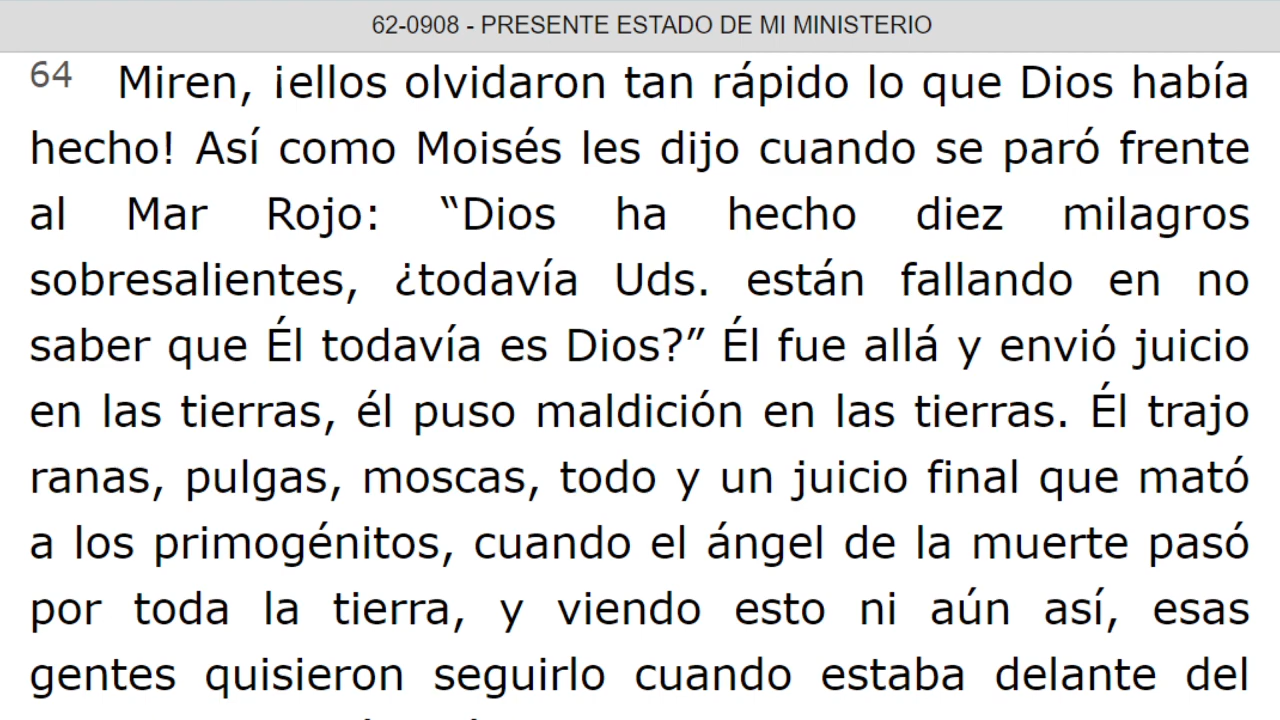 62-0908 - PRESENTE ESTADO DE MI MINISTERIO
64 Miren, ¡ellos olvidaron tan rápido lo que Dios había
hecho! Así como Moisés les dijo cuando se paró frente
al Mar Rojo: “Dios ha hecho diez milagros
sobresalientes, ¿todavía Uds. están fallando en no
saber que Él todavía es Dios?” Él fue allá y envió juicio
en las tierras, él puso maldición en las tierras. Él trajo
ranas, pulgas, moscas, todo y un juicio final que mató
a los primogénitos, cuando el ángel de la muerte pasó
por toda la tierra, y viendo esto ni aún así, esas
gentes quisieron seguirlo cuando estaba delante del